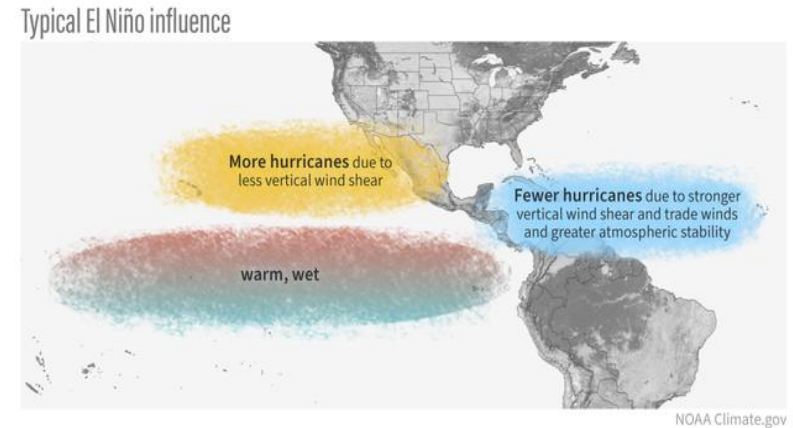 Typical El Niño influence
More hurricanes due to
less vertical wind shear
Fewer hurricanes due to stronger
vertical wind shear and trade winds
and greater atmospheric stability
warm, wet
NOAA Climate.gov